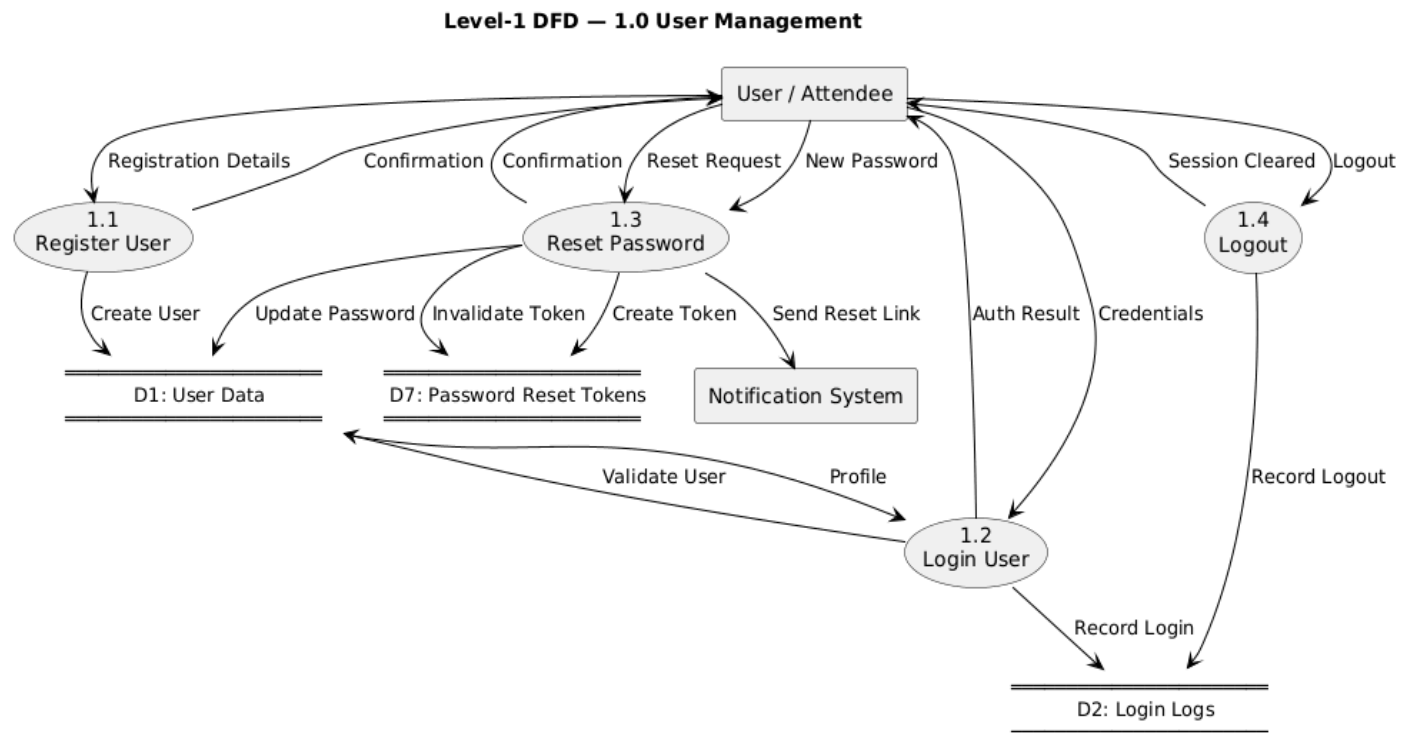 Level-1 DFD — 1.0 User Management
User / Attendee
Registration Details
Confirmation
Confirmation
Reset Request
New Password
Session Cleared
Logout
1.1
Register User
1.3
Reset Password
1.4
Logout
Create User
Update Password
Invalidate Token
Create Token
Send Reset Link
Auth Result
Credentials
D1: User Data
D7: Password Reset Tokens
Notification System
Validate User
Profile
Record Logout
1.2
Login User
Record Login
D2: Login Logs